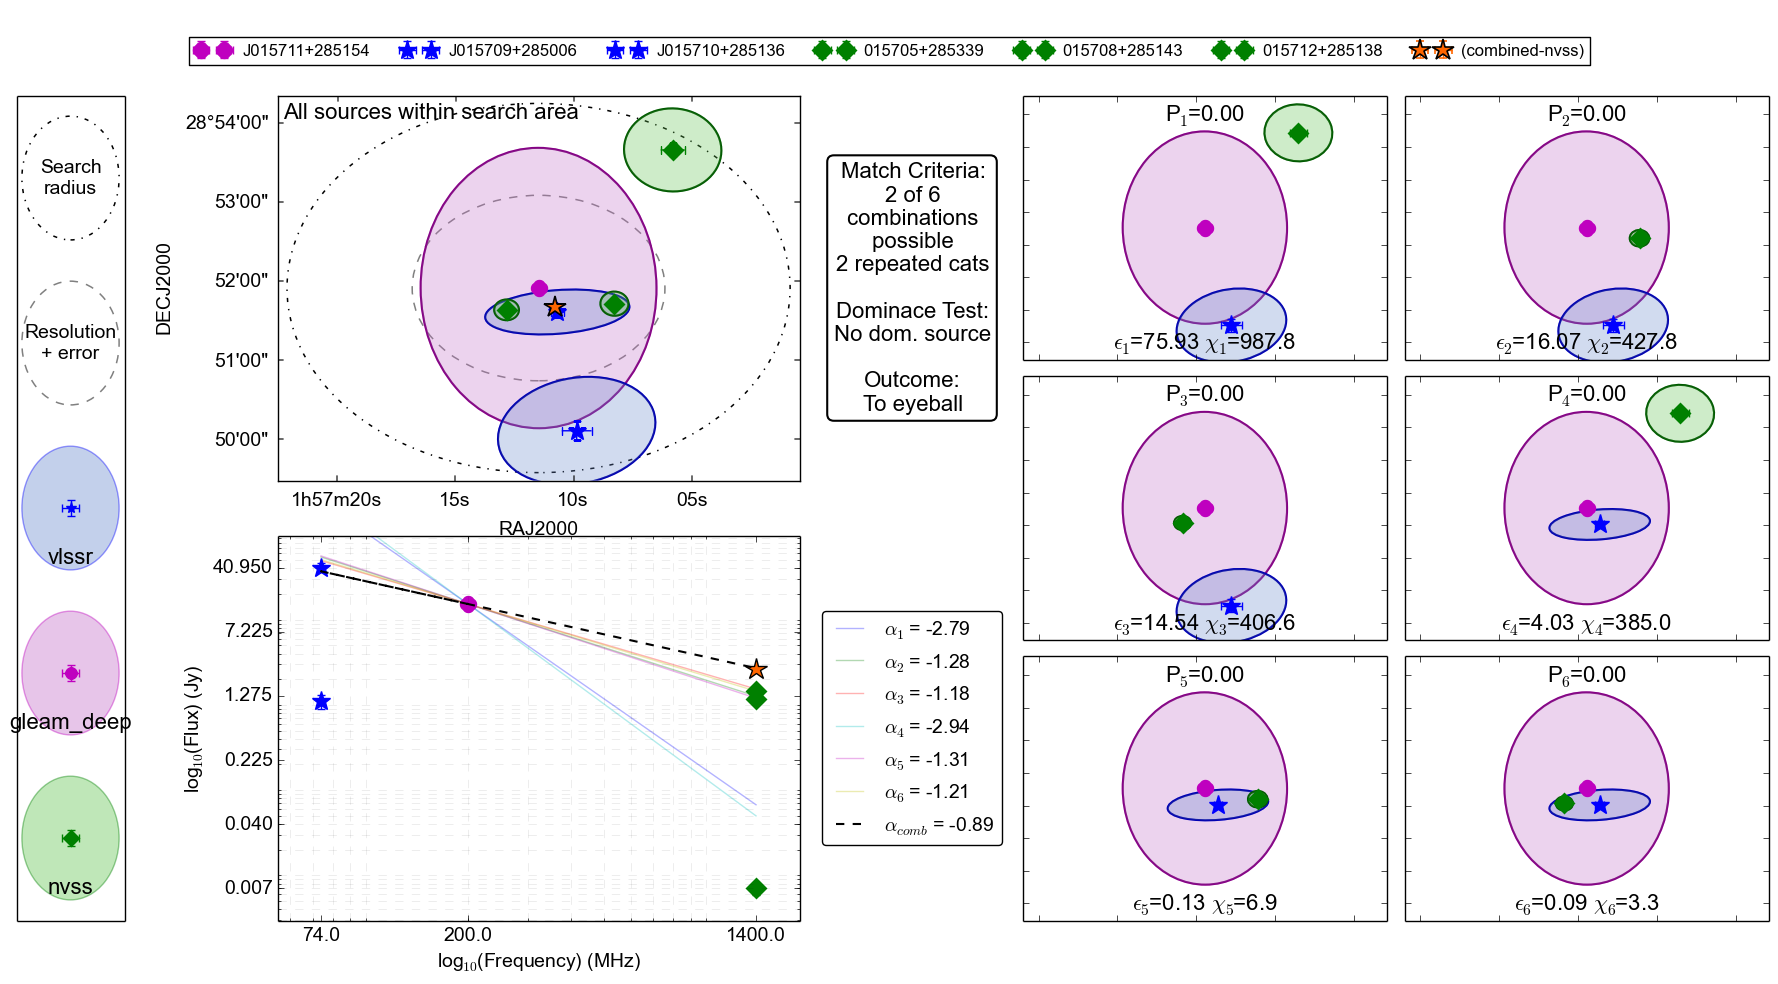 J015711+285154 J015709+285006 J015710+285136 015705+285339 015708+285143 015712+285138 (combined-nvss)
Search
radius
Resolution
+ error
vlssr
gleam_deep
nvss
All sources within search area
28°54'00"
53'00"
52'00"
51'00"
50'00"
DECJ2000
1h57m20s 15s 10s 05s
RAJ2000
Match Criteria:
2 of 6
combinations
possible
2 repeated cats
Dominace Test:
No dom. source
Outcome:
To eyeball
40.950
7.225
1.275
0.225
0.040
0.007
log10(Flux) (Jy)
74.0 200.0 1400.0
log10(Frequency) (MHz)
α1 = -2.79
α2 = -1.28
α3 = -1.18
α4 = -2.94
α5 = -1.31
α6 = -1.21
αcomb = -0.89
P1=0.00
ϵ1=75.93 χ1=987.8
P2=0.00
ϵ2=16.07 χ2=427.8
P3=0.00
ϵ3=14.54 χ3=406.6
P4=0.00
ϵ4=4.03 χ4=385.0
P5=0.00
ϵ5=0.13 χ5=6.9
P6=0.00
ϵ6=0.09 χ6=3.3